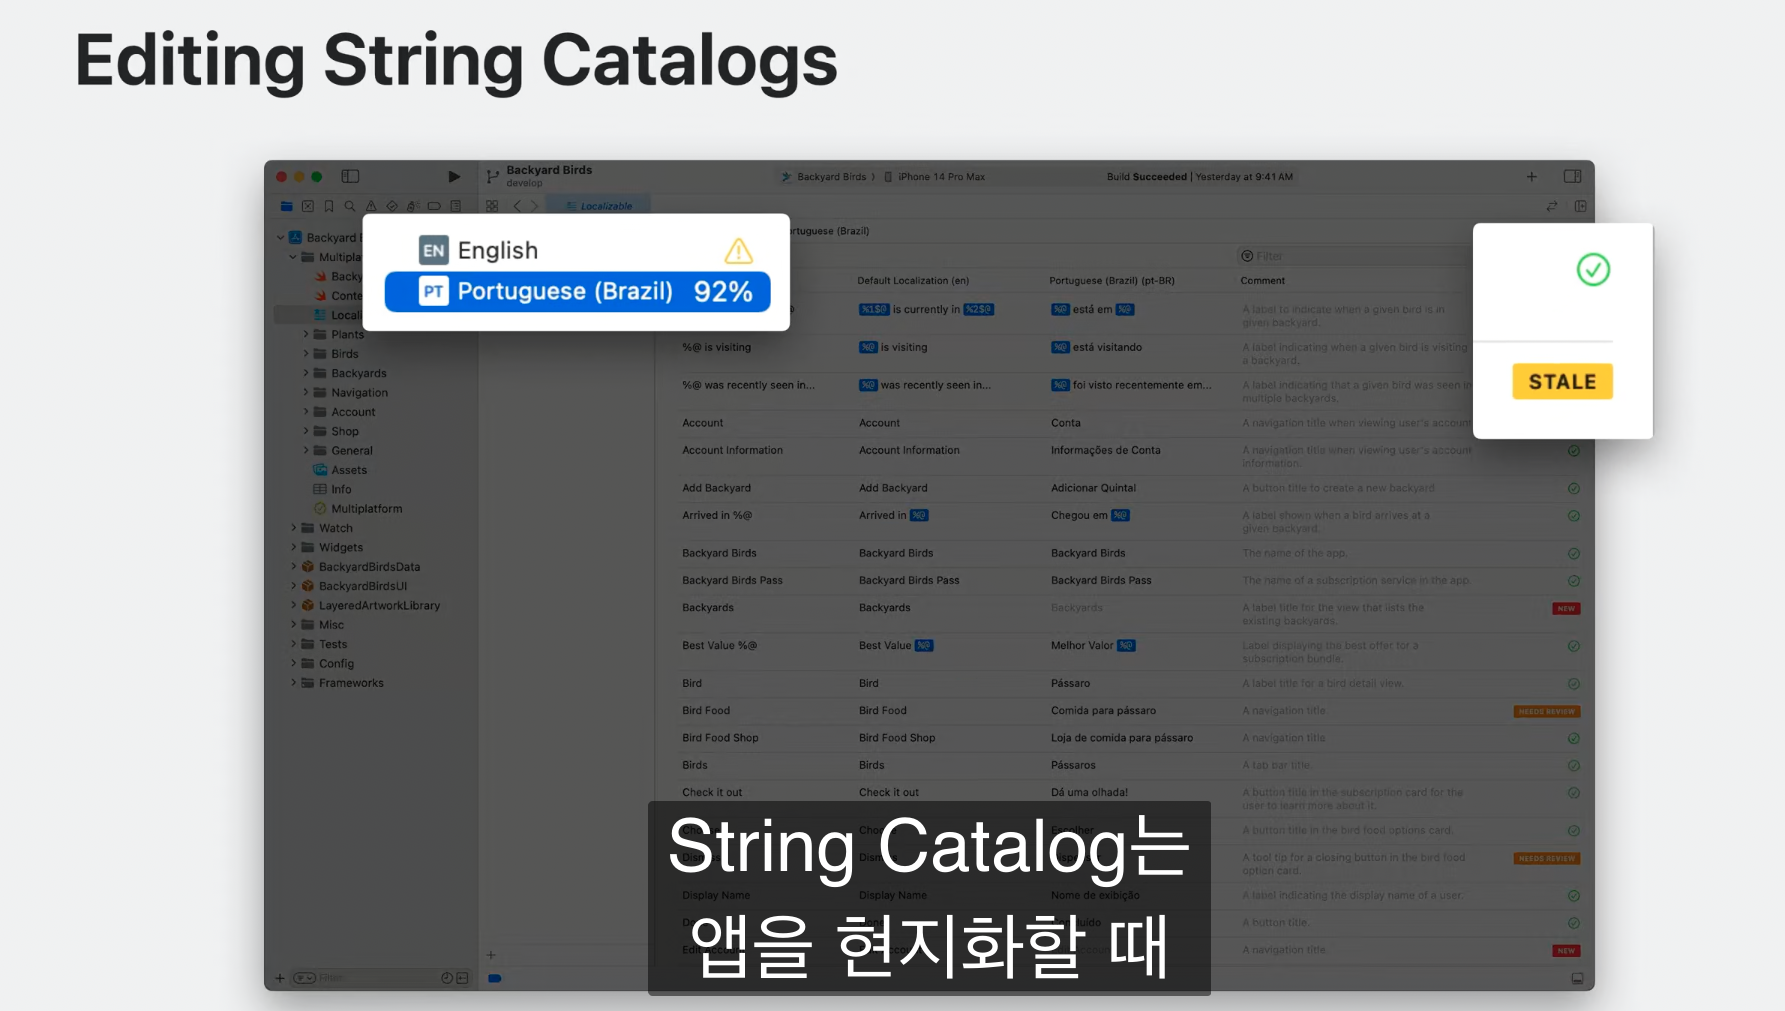 Editing String Catalogs
Backyard Birds
develop
Backyard Birds
iPhone 14 Pro Max
Build Succeeded | Yesterday at 9:41 AM
Localizable
Portuguese (Brazil)
EN English
PT Portuguese (Brazil) 92%
Filter
Default Localization (en)
Portuguese (Brazil) (pt-BR)
Comment
STALE
Plants
Birds
Backyards
Navigation
Account
Shop
General
Assets
Info
Multiplatform
Watch
Widgets
BackyardBirdsData
BackyardBirdsUI
LayeredArtworkLibrary
Misc
Tests
Config
Frameworks
Filter
%1$@ is currently in %2$@
%@ está em %@
A label to indicate when a given bird is in
given backyard.
%@ is visiting
%@ is visiting
%@ está visitando
A label indicating when a given bird is visiting
a backyard.
%@ was recently seen in...
%@ was recently seen in...
%@ foi visto recentemente em...
A label indicating that a given bird was seen in
multiple backyards.
Account
Account
Conta
A navigation title when viewing user's account
Account Information
Account Information
Informações de Conta
A navigation title when viewing user's account
information.
Add Backyard
Add Backyard
Adicionar Quintal
A button title to create a new backyard
Arrived in %@
Arrived in %@
Chegou em %@
A label shown when a bird arrives at a
given backyard.
Backyard Birds
Backyard Birds
Backyard Birds
The name of the app.
Backyard Birds Pass
Backyard Birds Pass
Backyard Birds Pass
The name of a subscription service in the app.
Backyards
Backyards
Backyards
A label title for the view that lists the
existing backyards.
NEW
Best Value %@
Best Value %@
Melhor Valor %@
Label displaying the best offer for a
subscription bundle.
Bird
Bird
Pássaro
A label title for a bird detail view.
Bird Food
Bird Food
Comida para pássaro
A navigation title.
NEEDS REVIEW
Bird Food Shop
Bird Food Shop
Loja de comida para pássaro
A navigation title
Birds
Birds
Pássaros
A tab bar title.
Check it out
Check it out
Dá uma olhada!
A button title in the subscription card for the
user to learn more about it.
A button title in the bird food options card.
A tool tip for a closing button in the bird food
option card.
NEEDS REVIEW
Display Name
Display Name
Nome de exibição
A label indicating the display name of a user.
A button title.
A navigation title
NEW
String Catalog는
앱을 현지화할 때